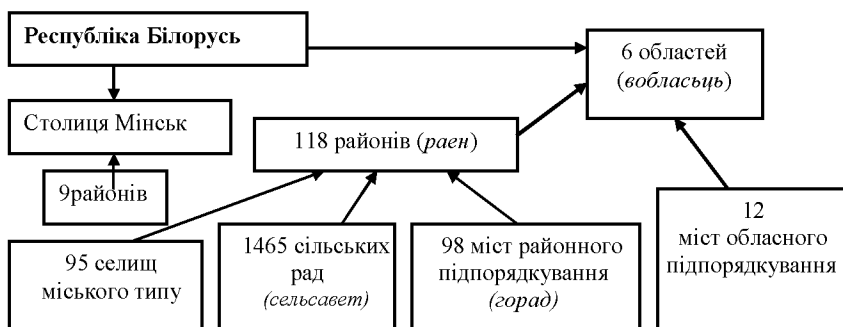 Республіка Білорусь
6 областей
(вобласьць)
Столиця Мінськ
118 районів (раен)
9районів
95 селищ
міського типу
1465 сільських
рад
(сельсавет)
98 міст районного
підпорядкування
(горад)
12
міст обласного
підпорядкування